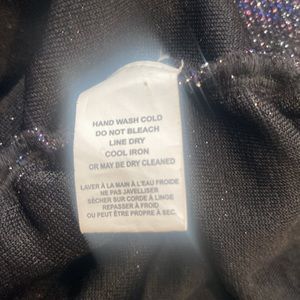 HAND WASH COLD
DO NOT BLEACH
LINE DRY
COOL IRON
OR MAY BE DRY CLEANED
LAVER À LA MAIN À L'EAU FROIDE
NE PAS JAVELLISER
SÉCHER SUR CORDE À LINGE
REPASSER À FROID
OU PEUT ÊTRE PROPRE À SEC